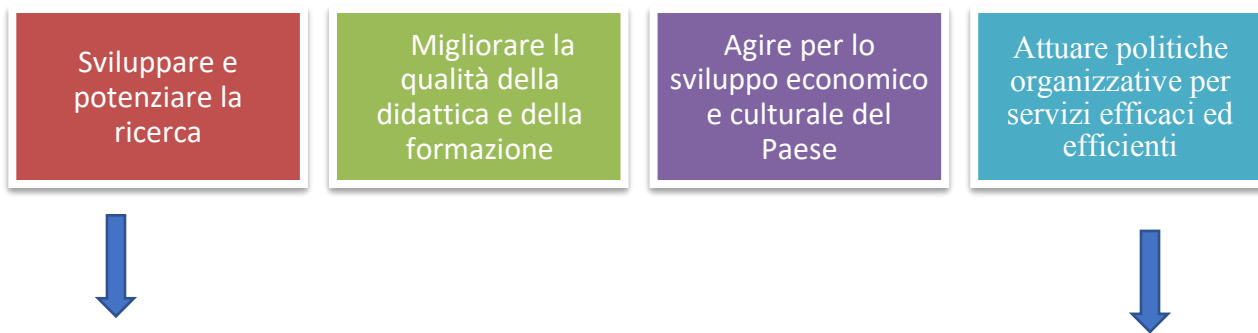 Sviluppare e
potenziare la
ricerca
Migliorare la
qualità della
didattica e della
formazione
Agire per lo
sviluppo economico
e culturale del
Paese
Attuare politiche
organizzative per
servizi efficaci ed
efficienti